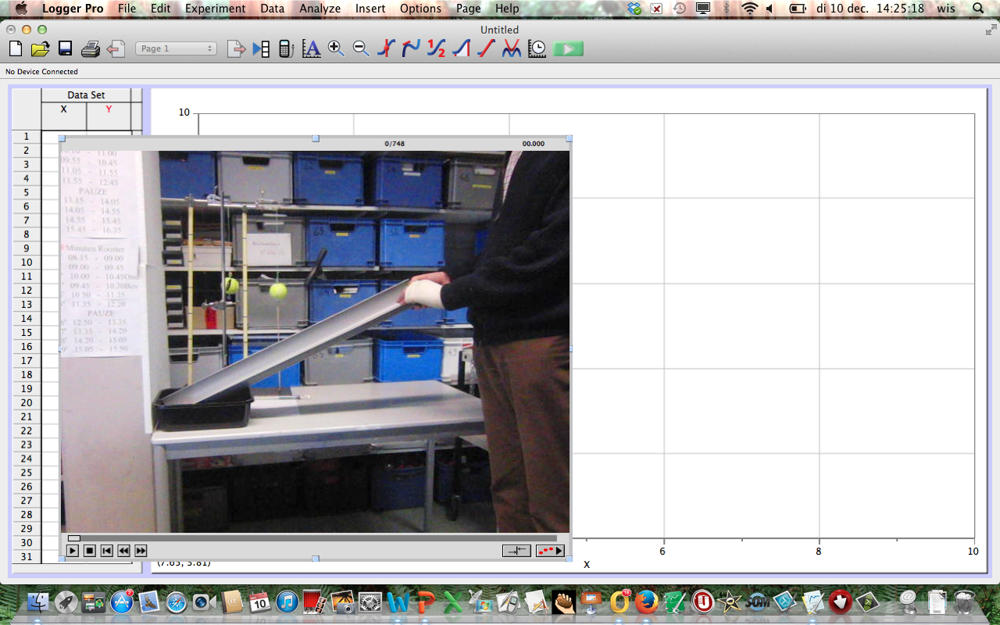 Logger Pro File Edit Experiment Data Analyze Insert Options Page Help di 10 dec. 14:25:18 wis
Untitled
Page 1
No Device Connected
Data Set
X Y
10
1
2
3
4
5
6
7
8
9
10
11
12
13
14
15
16
17
18
19
20
21
22
23
24
25
26
27
28
29
30
31
0/748 00.000
11.00
09.55 - 10.45
11.05 - 11.55
11.55 - 12.45
PAUZE
13.15 - 14.05
14.05 - 14.55
14.55 - 15.45
15.45 - 16.35
Minuten Rooster
08.15 - 09.00
09.00 - 09.45
10.00 - 10.45
09.45 - 10.30
10.50 - 11.35
11.35 - 12.20
PAUZE
12.50 - 13.35
13.35 - 14.20
14.20 - 15.05
15.05 - 15.50
6 8 10
X
(7.65, 3.81)
2
10
18